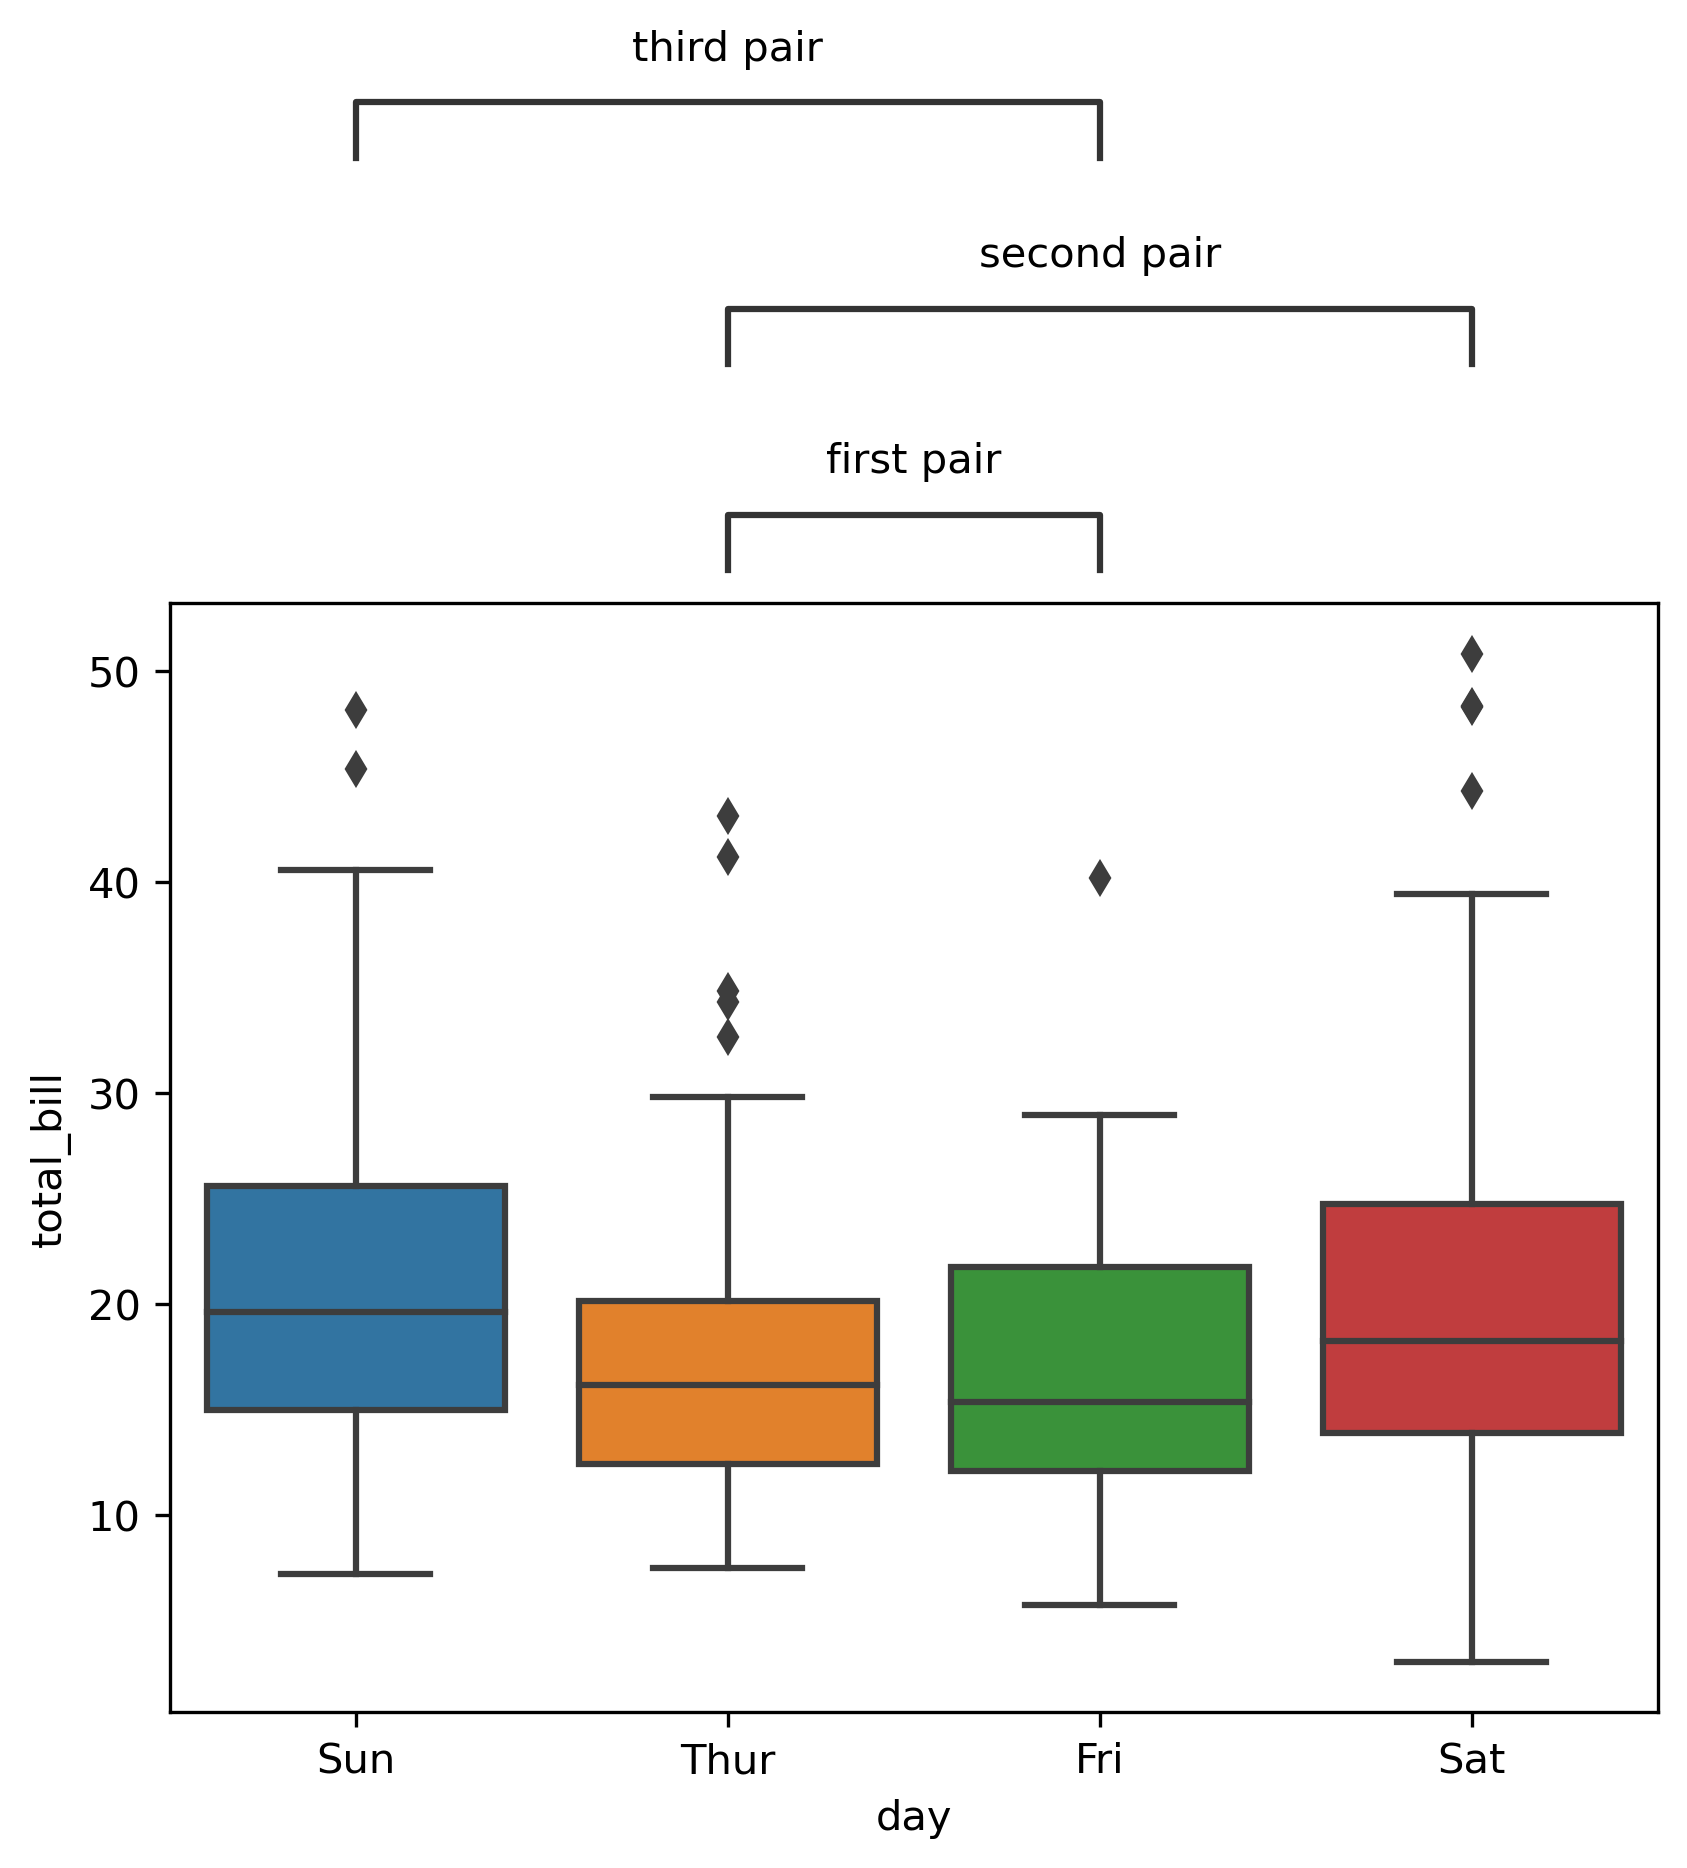 third pair
second pair
first pair
50
40
30
20
10
total_bill
Sun Thur Fri Sat
day